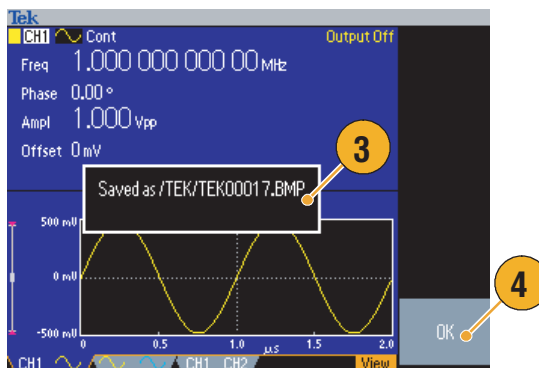 Tek
CH1 Cont Output Off
Freq 1.000 000 000 00 MHz
Phase 0.00 °
Ampl 1.000 Vpp
Offset 0 mV
3
Saved as /TEK/TEK00017.BMP
500 mV
0 mV
-500 mV
0 0.5 1.0 µs 1.5 2.0
4
OK
CH1 CH1 CH2 View